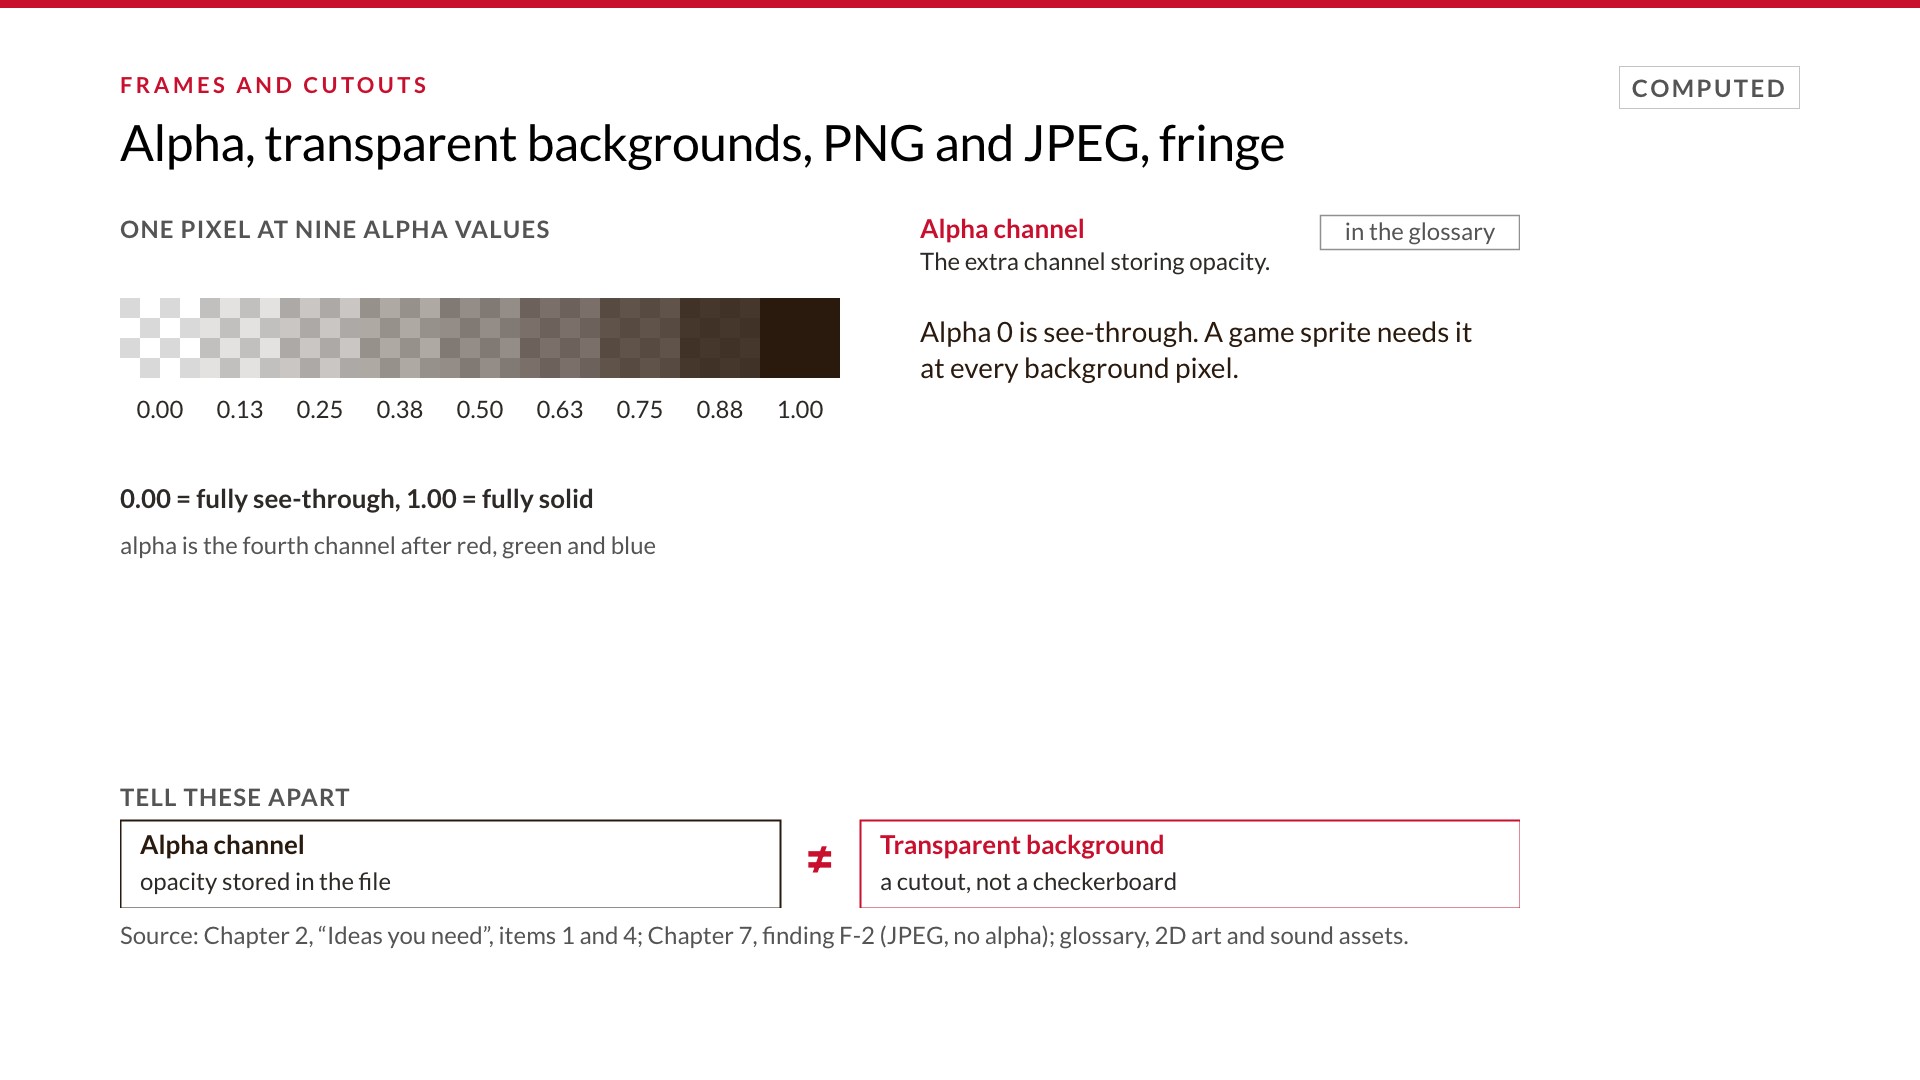 FRAMES AND CUTOUTS
COMPUTED
Alpha, transparent backgrounds, PNG and JPEG, fringe
ONE PIXEL AT NINE ALPHA VALUES
0.00 0.13 0.25 0.38 0.50 0.63 0.75 0.88 1.00
0.00 = fully see-through, 1.00 = fully solid
alpha is the fourth channel after red, green and blue
Alpha channel
in the glossary
The extra channel storing opacity.
Alpha 0 is see-through. A game sprite needs it
at every background pixel.
TELL THESE APART
Alpha channel
opacity stored in the file
≠
Transparent background
a cutout, not a checkerboard
Source: Chapter 2, “Ideas you need”, items 1 and 4; Chapter 7, finding F-2 (JPEG, no alpha); glossary, 2D art and sound assets.